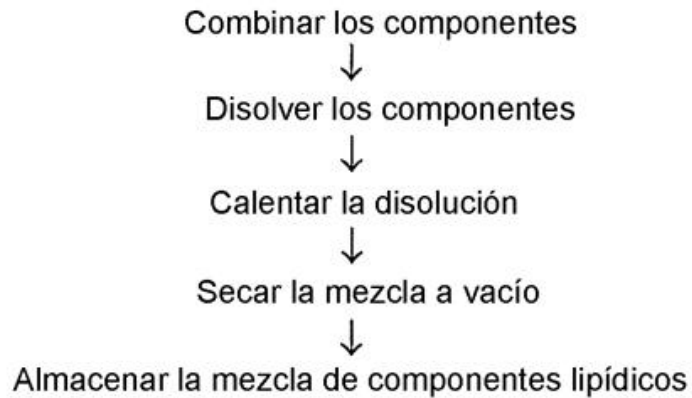 Combinar los componentes
Disolver los componentes
Calentar la disolución
Secar la mezcla a vacío
Almacenar la mezcla de componentes lipídicos